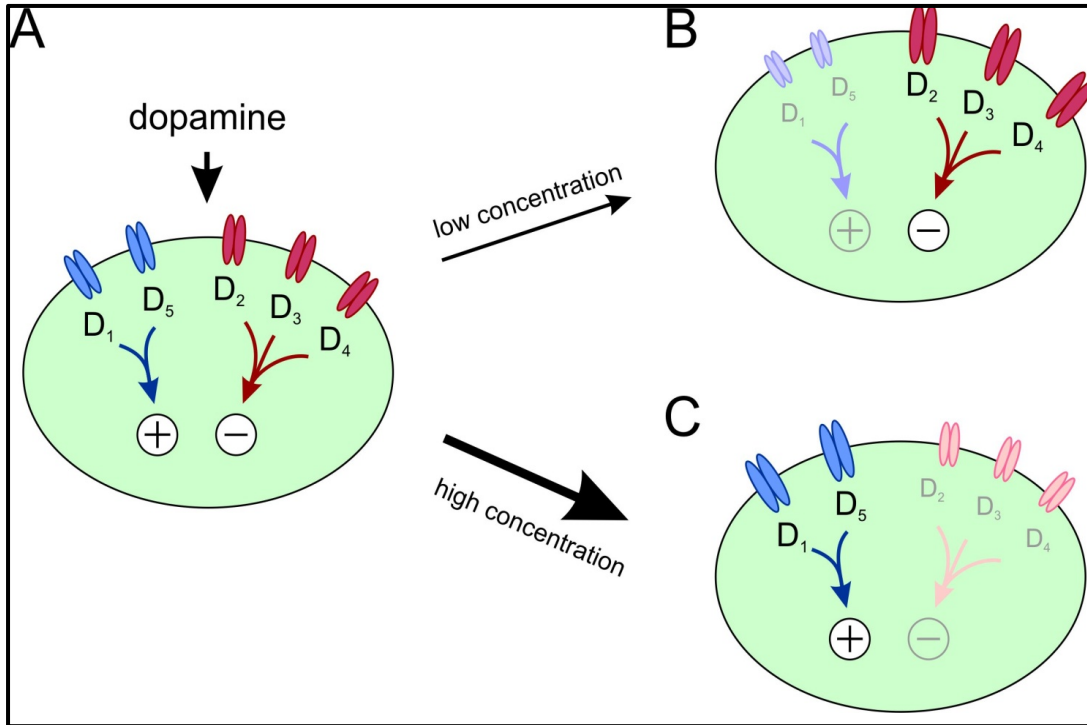 A
dopamine
D₁
D₅
D₂
D₃
D₄
+
−
low concentration
high concentration
B
D₁
D₅
D₂
D₃
D₄
+
−
C
D₁
D₅
D₂
D₃
D₄
+
−